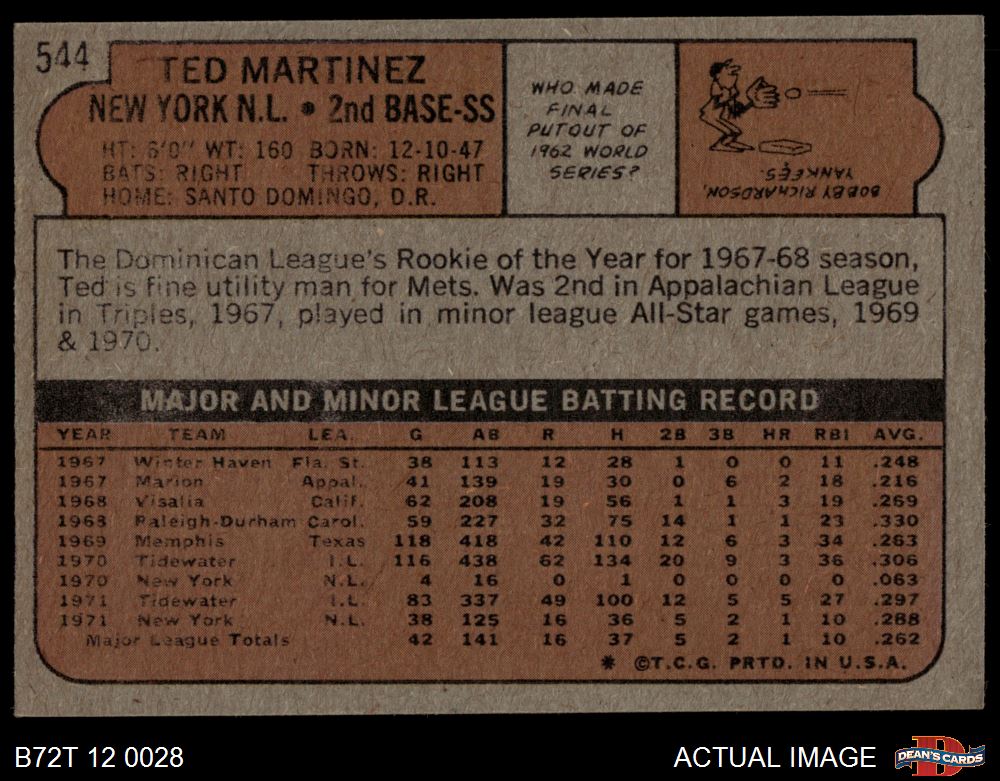 544
TED MARTINEZ
NEW YORK N.L. • 2nd BASE-SS
HT: 6'0" WT: 160 BORN: 12-10-47
BATS: RIGHT THROWS: RIGHT
HOME: SANTO DOMINGO, D.R.
WHO MADE
FINAL
PUTOUT OF
1962 WORLD
SERIES?
BOBBY RICHARDSON,
YANKEES.
The Dominican League's Rookie of the Year for 1967-68 season,
Ted is fine utility man for Mets. Was 2nd in Appalachian League
in Triples, 1967, played in minor league All-Star games, 1969
& 1970.
MAJOR AND MINOR LEAGUE BATTING RECORD
YEAR TEAM LEA. G AB R H 2B 3B HR RBI AVG.
1967 Winter Haven Fla. St. 38 113 12 28 1 0 0 11 .248
1967 Marion Appal. 41 139 19 30 0 6 2 18 .216
1968 Visalia Calif. 62 208 19 56 1 1 3 19 .269
1968 Raleigh-Durham Carol. 59 227 32 75 14 1 1 23 .330
1969 Memphis Texas 118 418 42 110 12 6 3 34 .263
1970 Tidewater I.L. 116 438 62 134 20 9 3 36 .306
1970 New York N.L. 4 16 0 1 0 0 0 0 .063
1971 Tidewater I.L. 83 337 49 100 12 5 5 27 .297
1971 New York N.L. 38 125 16 36 5 2 1 10 .288
Major League Totals 42 141 16 37 5 2 1 10 .262
* ©T.C.G. PRTD. IN U.S.A.
B72T 12 0028
ACTUAL IMAGE
D
DEAN'S CARDS